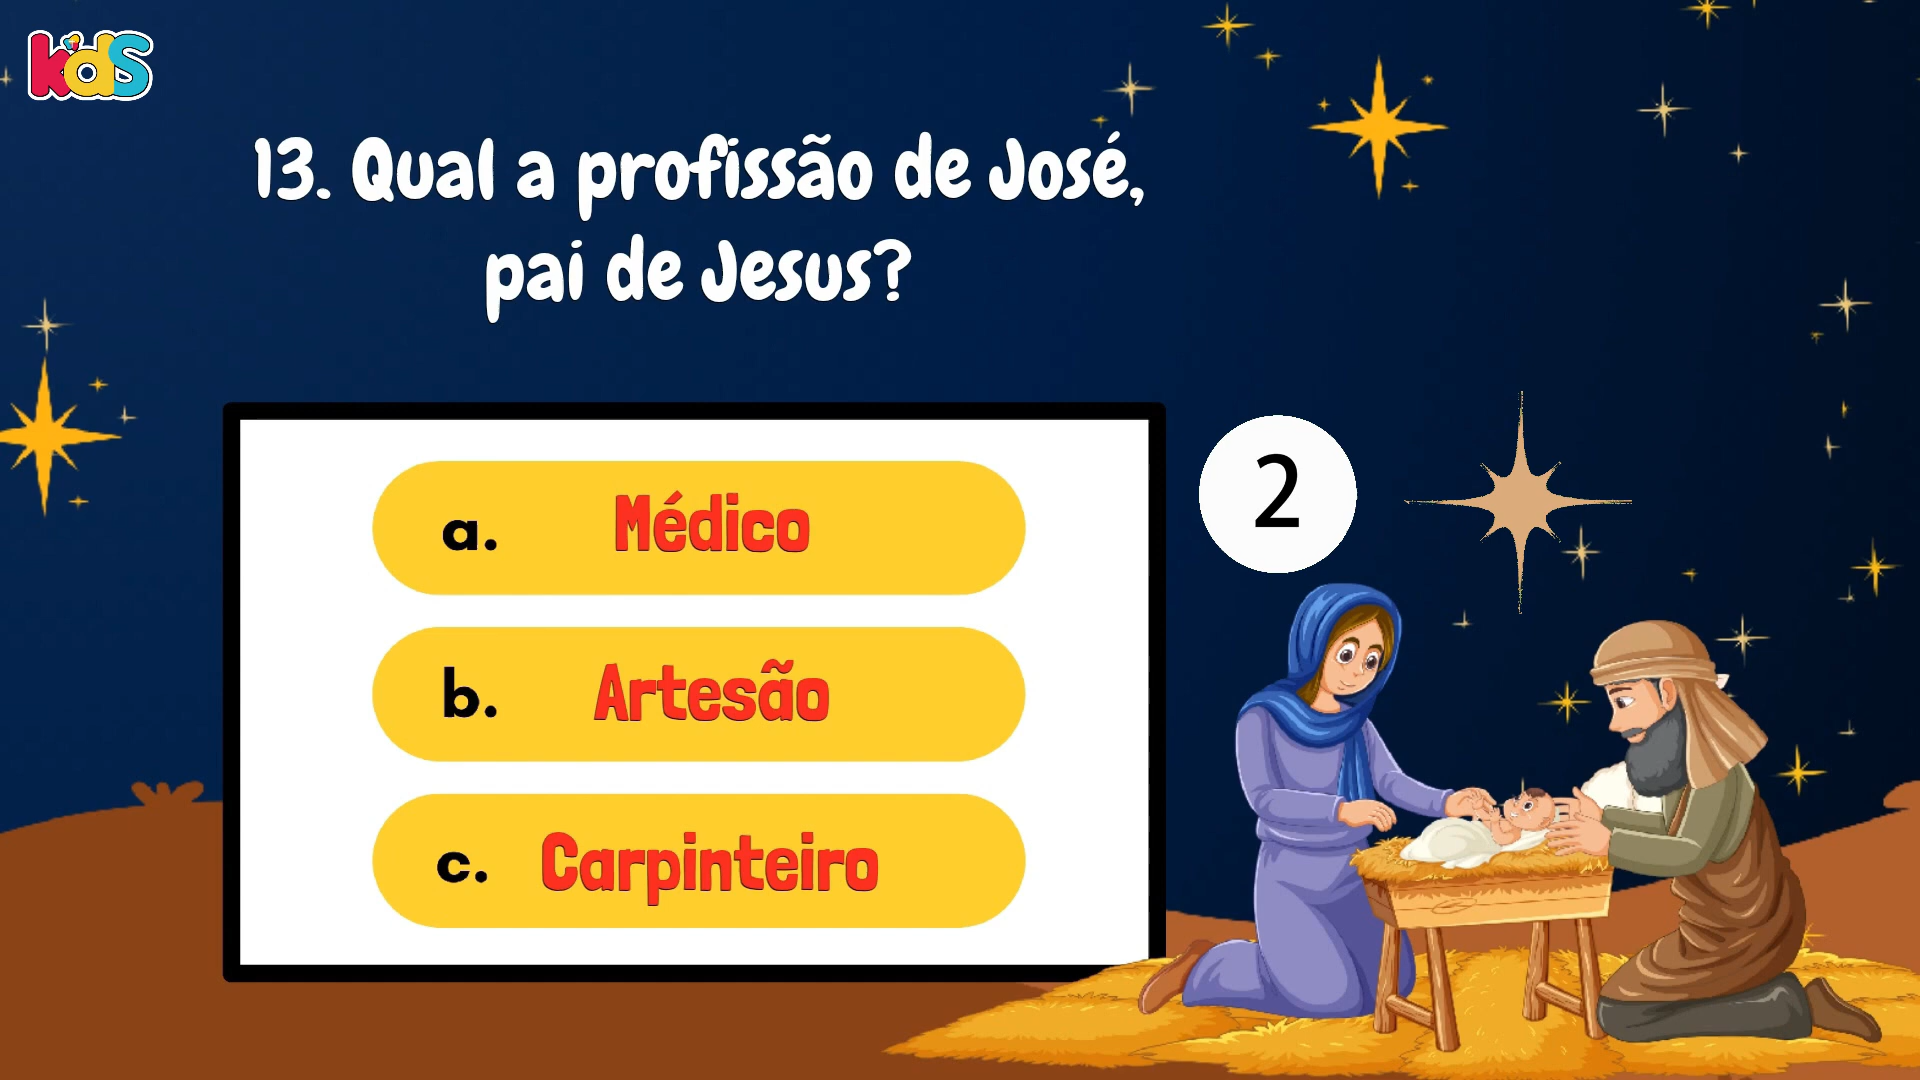 kids
13. Qual a profissão de José,
pai de Jesus?
a. Médico
2
b. Artesão
c. Carpinteiro